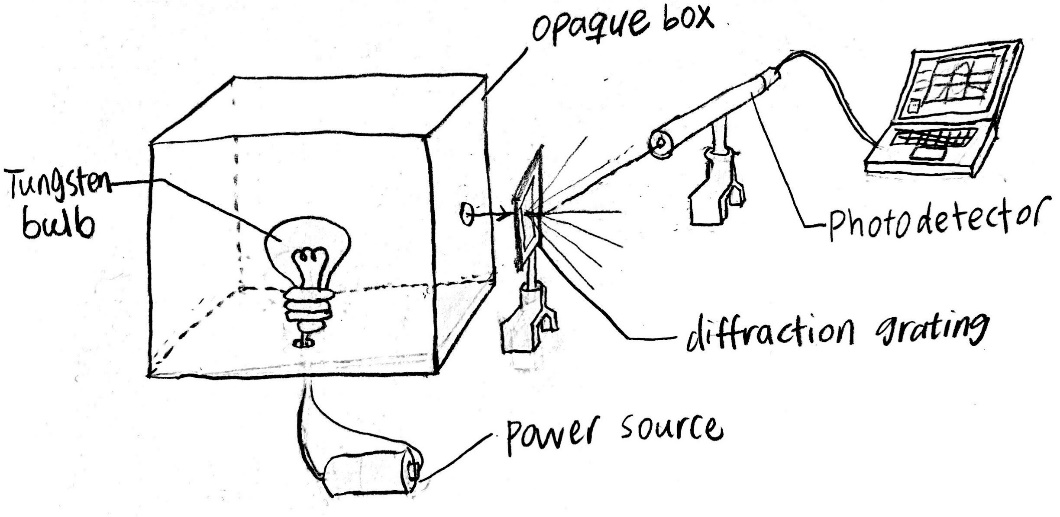 opaque box
Tungsten
bulb
Photodetector
diffraction grating
power source